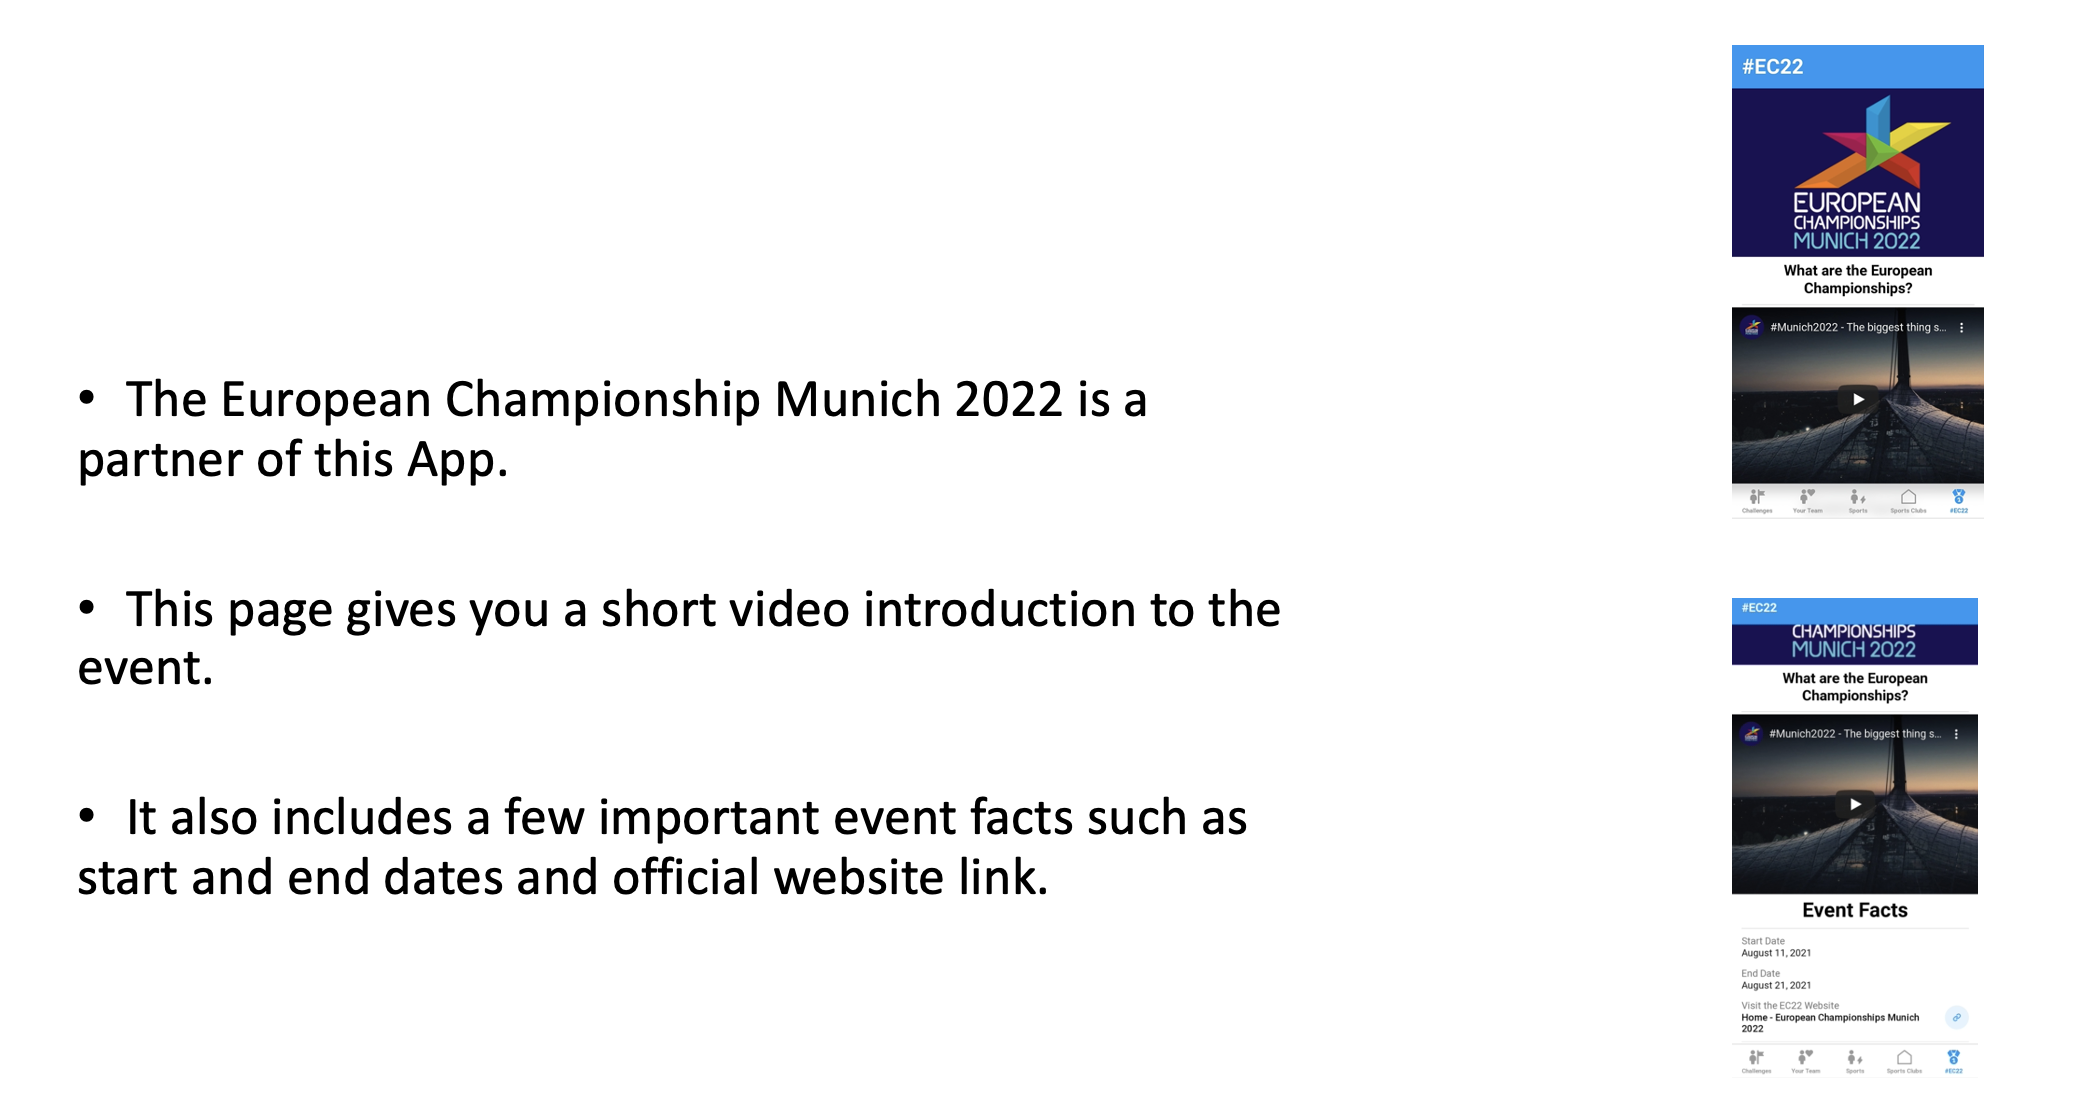 • The European Championship Munich 2022 is a
partner of this App.
• This page gives you a short video introduction to the
event.
• It also includes a few important event facts such as
start and end dates and official website link.
#EC22
EUROPEAN
CHAMPIONSHIPS
MUNICH 2022
What are the European
Championships?
#Munich2022 - The biggest thing s...
Challenges Your Team Sports Sports Clubs #EC22
#EC22
CHAMPIONSHIPS
MUNICH 2022
What are the European
Championships?
#Munich2022 - The biggest thing s...
Event Facts
Start Date
August 11, 2021
End Date
August 21, 2021
Visit the EC22 Website
Home - European Championships Munich
2022
Challenges Your Team Sports Sports Clubs #EC22